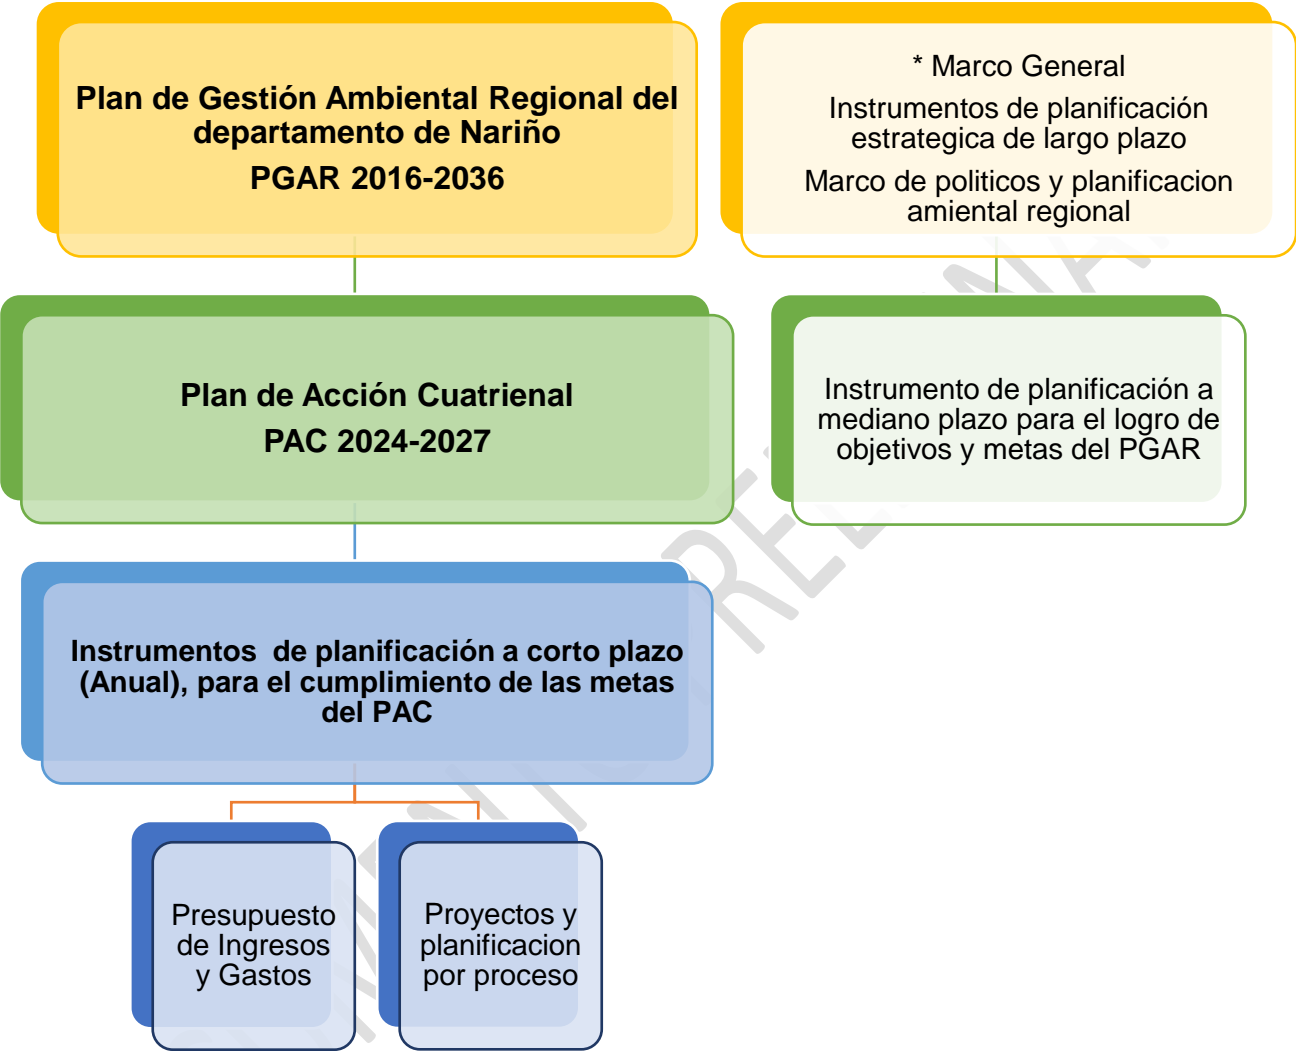 Plan de Gestión Ambiental Regional del
departamento de Nariño
PGAR 2016-2036
* Marco General
Instrumentos de planificación
estrategica de largo plazo
Marco de politicos y planificacion
amiental regional
Plan de Acción Cuatrienal
PAC 2024-2027
Instrumento de planificación a
mediano plazo para el logro de
objetivos y metas del PGAR
Instrumentos de planificación a corto plazo
(Anual), para el cumplimiento de las metas
del PAC
Presupuesto
de Ingresos
y Gastos
Proyectos y
planificacion
por proceso